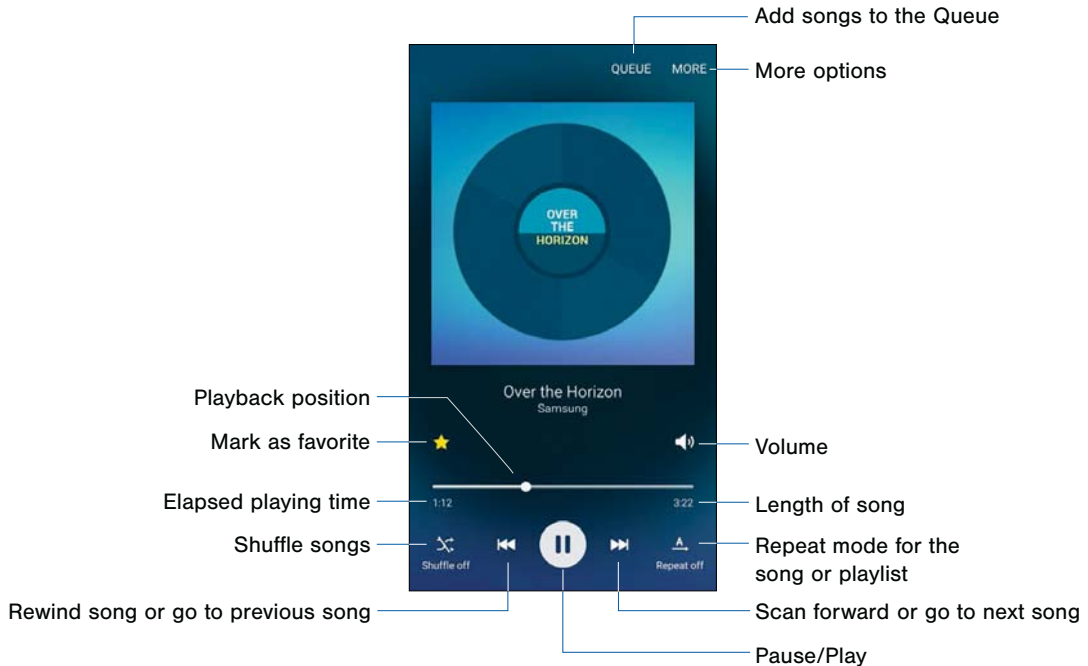 Add songs to the Queue
QUEUE MORE
More options
OVER
THE
HORIZON
Over the Horizon
Samsung
Playback position
Mark as favorite
Volume
Elapsed playing time
1:12
3:22
Length of song
Shuffle songs
Shuffle off
A
Repeat off
Repeat mode for the
song or playlist
Rewind song or go to previous song
Scan forward or go to next song
Pause/Play